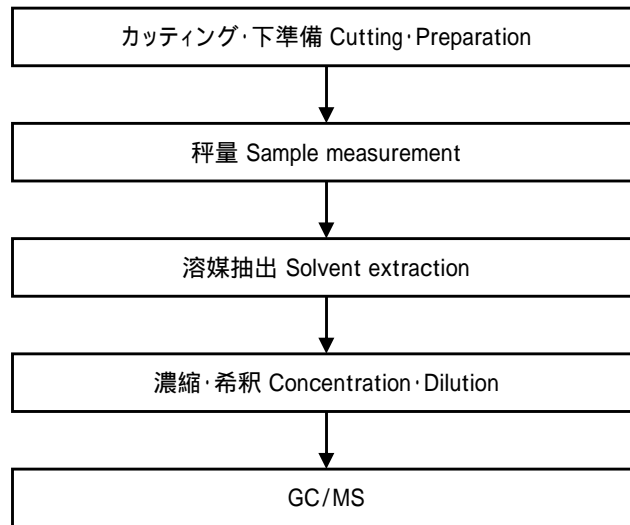 カッティング･下準備 Cutting･Preparation
秤量 Sample measurement
溶媒抽出 Solvent extraction
濃縮･希釈 Concentration･Dilution
GC/MS